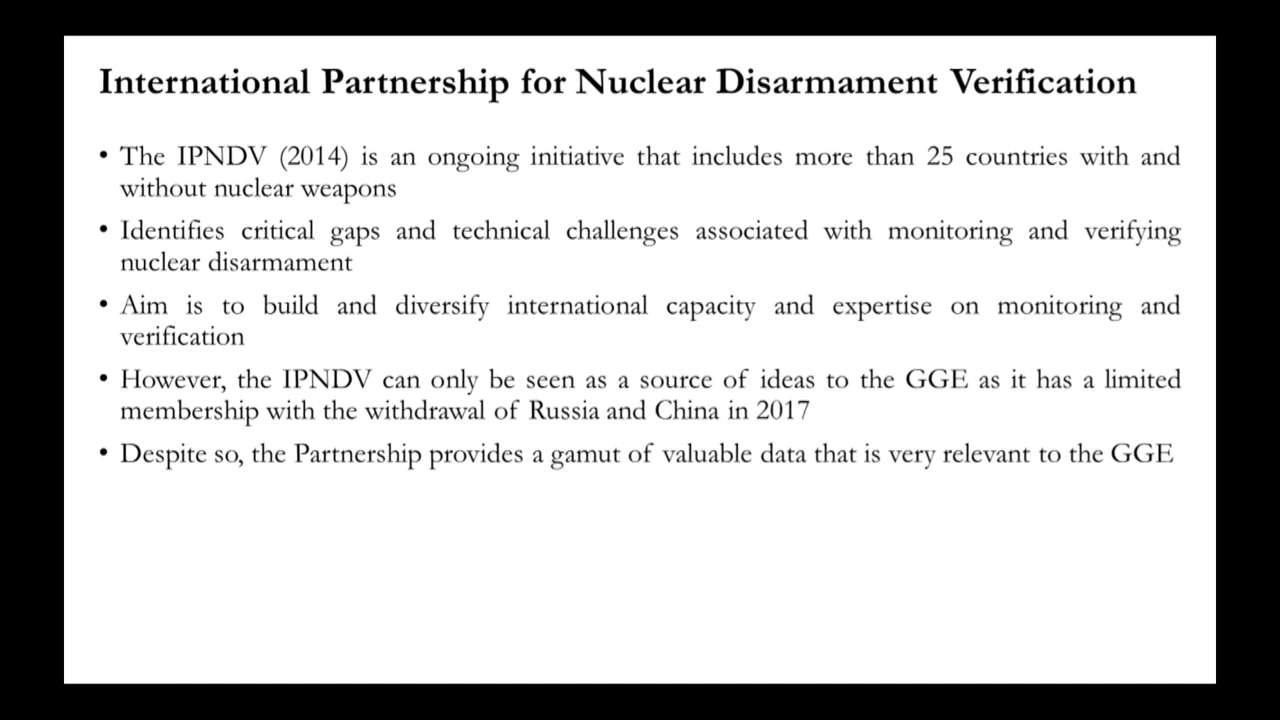 International Partnership for Nuclear Disarmament Verification
• The IPNDV (2014) is an ongoing initiative that includes more than 25 countries with and
without nuclear weapons
• Identifies critical gaps and technical challenges associated with monitoring and verifying
nuclear disarmament
• Aim is to build and diversify international capacity and expertise on monitoring and
verification
• However, the IPNDV can only be seen as a source of ideas to the GGE as it has a limited
membership with the withdrawal of Russia and China in 2017
• Despite so, the Partnership provides a gamut of valuable data that is very relevant to the GGE